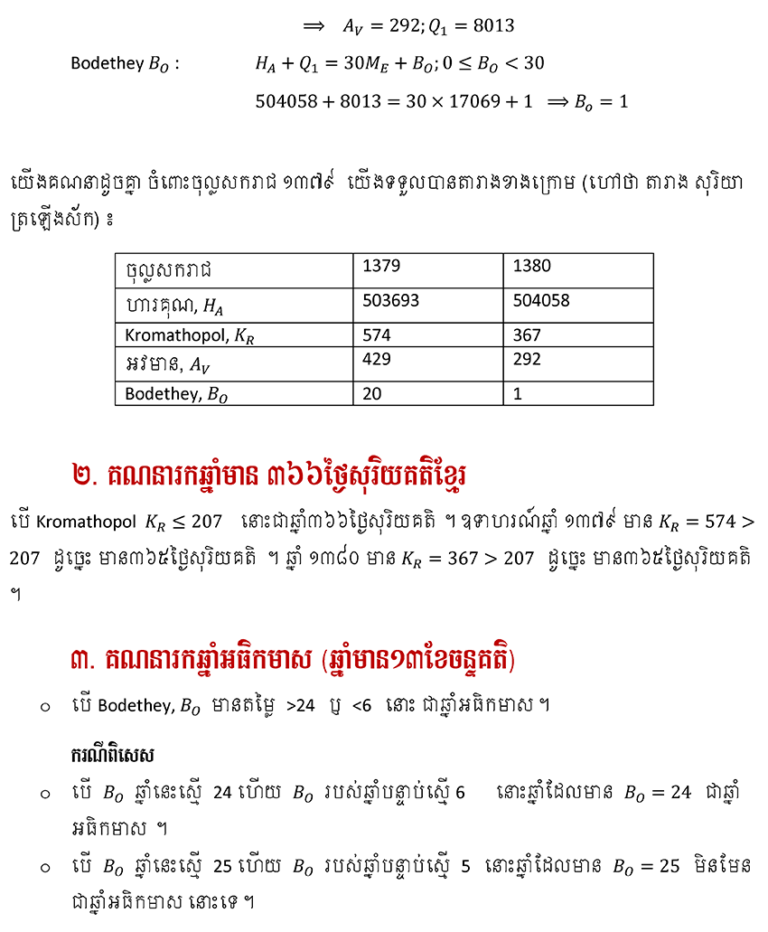 ⟹ A_V = 292; Q_1 = 8013
Bodethey B_O : H_A + Q_1 = 30M_E + B_O; 0 ≤ B_O < 30
504058 + 8013 = 30 × 17069 + 1 ⟹ B_o = 1
យើងគណនាដូចគ្នា ចំពោះចុល្លសករាជ ១៣៧៩ យើងទទួលបានតារាងខាងក្រោម (ហៅថា តារាង សុរិយា
ត្រឡើងស័ក) ៖
ចុល្លសករាជ 1379 1380
ហារគុណ, H_A 503693 504058
Kromathopol, K_R 574 367
អវមាន, A_V 429 292
Bodethey, B_O 20 1
២. គណនារកឆ្នាំមាន ៣៦៦ថ្ងៃសុរិយគតិខ្មែរ
បើ Kromathopol K_R ≤ 207 នោះជាឆ្នាំ៣៦៦ថ្ងៃសុរិយគតិ ។ ឧទាហរណ៍ឆ្នាំ ១៣៧៩ មាន K_R = 574 >
207 ដូច្នេះ មាន៣៦៥ថ្ងៃសុរិយគតិ ។ ឆ្នាំ ១៣៨០ មាន K_R = 367 > 207 ដូច្នេះ មាន៣៦៥ថ្ងៃសុរិយគតិ
។
៣. គណនារកឆ្នាំអធិកមាស (ឆ្នាំមាន១៣ខែចន្ទគតិ)
o បើ Bodethey, B_O មានតម្លៃ >24 ឬ <6 នោះ ជាឆ្នាំអធិកមាស ។
ករណីពិសេស
o បើ B_O ឆ្នាំនេះស្មើ 24 ហើយ B_O របស់ឆ្នាំបន្ទាប់ស្មើ 6 នោះឆ្នាំដែលមាន B_O = 24 ជាឆ្នាំ
អធិកមាស ។
o បើ B_O ឆ្នាំនេះស្មើ 25 ហើយ B_O របស់ឆ្នាំបន្ទាប់ស្មើ 5 នោះឆ្នាំដែលមាន B_O = 25 មិនមែន
ជាឆ្នាំអធិកមាស នោះទេ ។